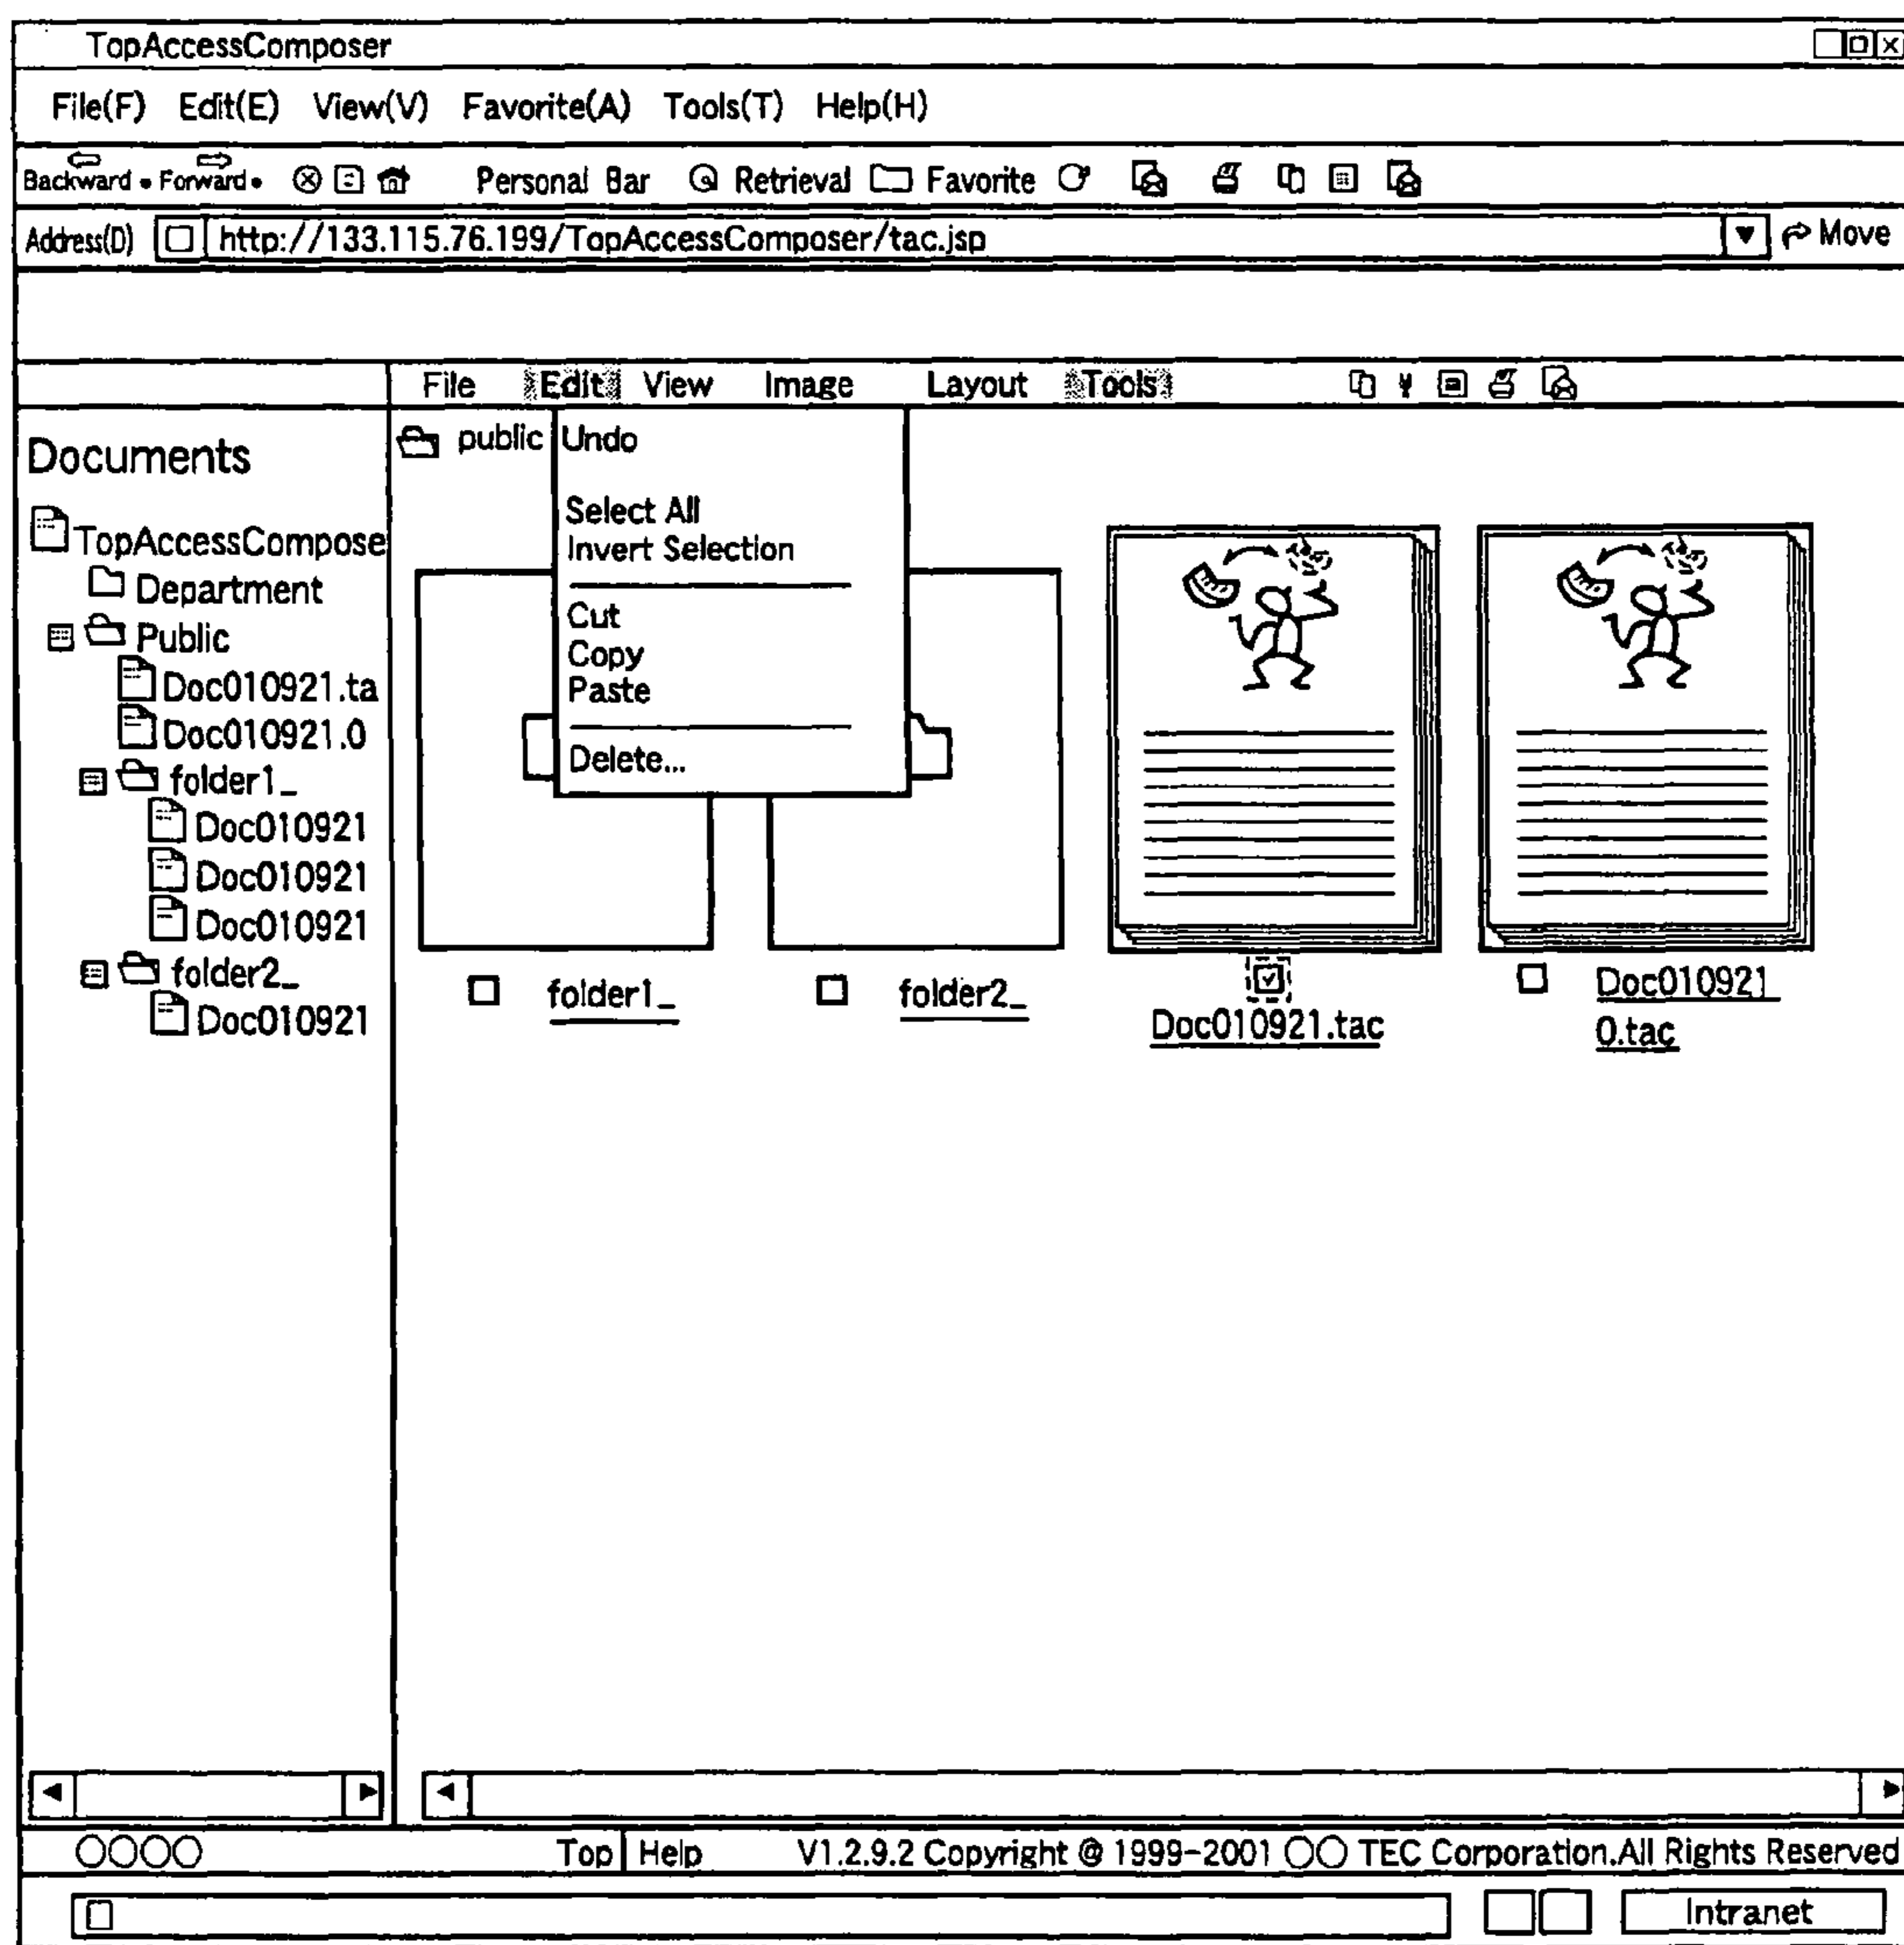 TopAccessComposer
File(F) Edit(E) View(V) Favorite(A) Tools(T) Help(H)
Backward • Forward • Personal Bar Retrieval Favorite
Address(D) http://133.115.76.199/TopAccessComposer/tac.jsp Move
File Edit View Image Layout Tools
Documents
TopAccessCompose
Department
Public
Doc010921.ta
Doc010921.0
folder1_
Doc010921
Doc010921
Doc010921
folder2_
Doc010921
public
Undo
Select All
Invert Selection
Cut
Copy
Paste
Delete...
folder1_
folder2_
Doc010921.tac
Doc010921
0.tac
○○○○ Top | Help V1.2.9.2 Copyright @ 1999-2001 ○○ TEC Corporation.All Rights Reserved
Intranet